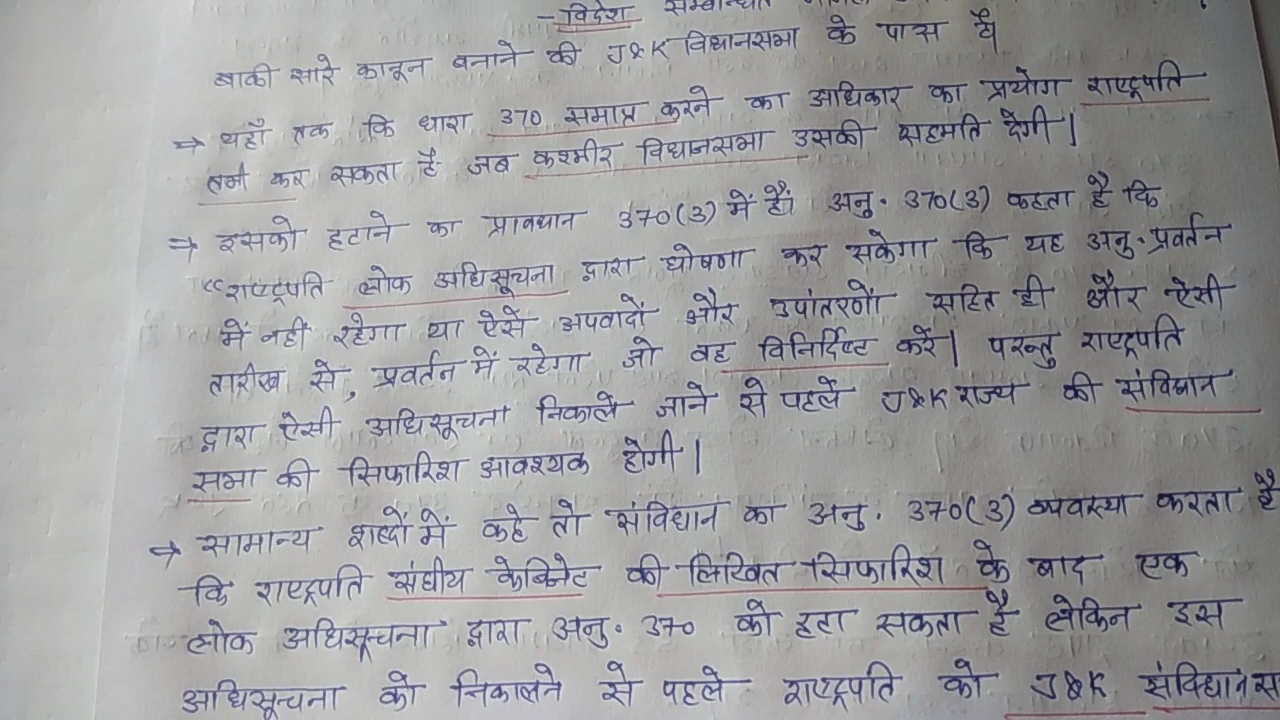 - विदेश सम्बन्धित
बाकी सारे कानून बनाने की J&K विधानसभा के पास है
→ यहाँ तक कि धारा 370 समाप्त करने का अधिकार का प्रयोग राष्ट्रपति
तभी कर सकता है जब कश्मीर विधानसभा उसकी सहमति देगी।
→ इसको हटाने का प्रावधान 370(3) में हैं। अनु. 370(3) कहता है कि
"राष्ट्रपति लोक अधिसूचना द्वारा घोषणा कर सकेगा कि यह अनु. प्रवर्तन
में नहीं रहेगा या ऐसे अपवादों और उपांतरणों सहित ही और ऐसी
तारीख से, प्रवर्तन में रहेगा जो वह विनिर्दिष्ट करें। परन्तु राष्ट्रपति
द्वारा ऐसी अधिसूचना निकाले जाने से पहले J&K राज्य की संविधान
सभा की सिफारिश आवश्यक होगी।
→ सामान्य शब्दों में कहे तो संविधान का अनु. 370(3) व्यवस्था करता है
कि राष्ट्रपति संघीय केबिनेट की लिखित सिफारिश के बाद एक
लोक अधिसूचना द्वारा अनु. 370 को हटा सकता है लेकिन इस
अधिसूचना को निकालने से पहले राष्ट्रपति को J&K संविधान स